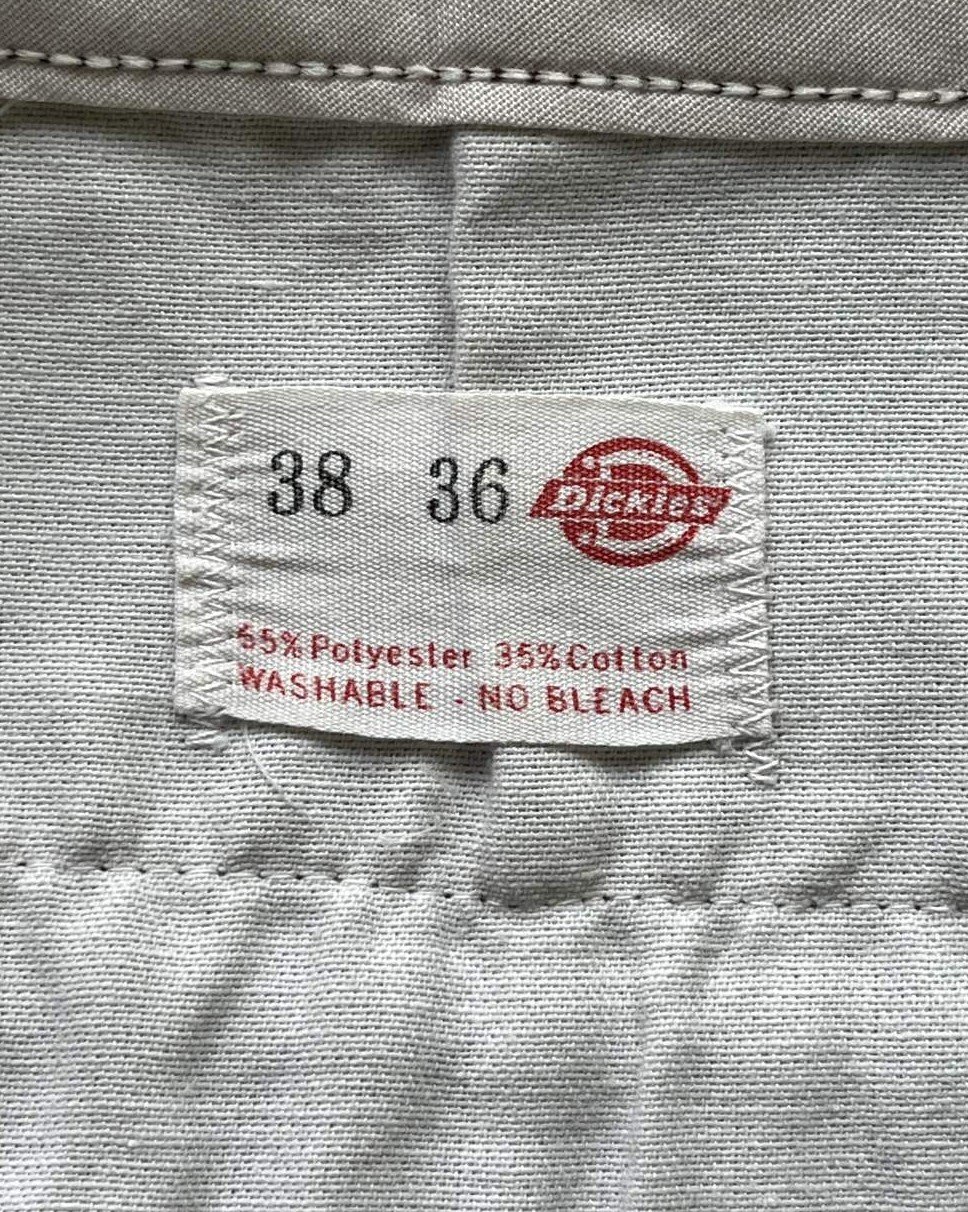 38 36 DICKIES
65% Polyester 35% Cotton
WASHABLE - NO BLEACH